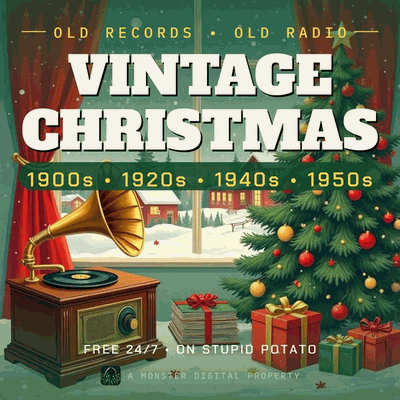 OLD RECORDS • OLD RADIO
VINTAGE
CHRISTMAS
1900s • 1920s • 1940s • 1950s
FREE 24/7 • ON STUPID POTATO
A MONSTER DIGITAL PROPERTY